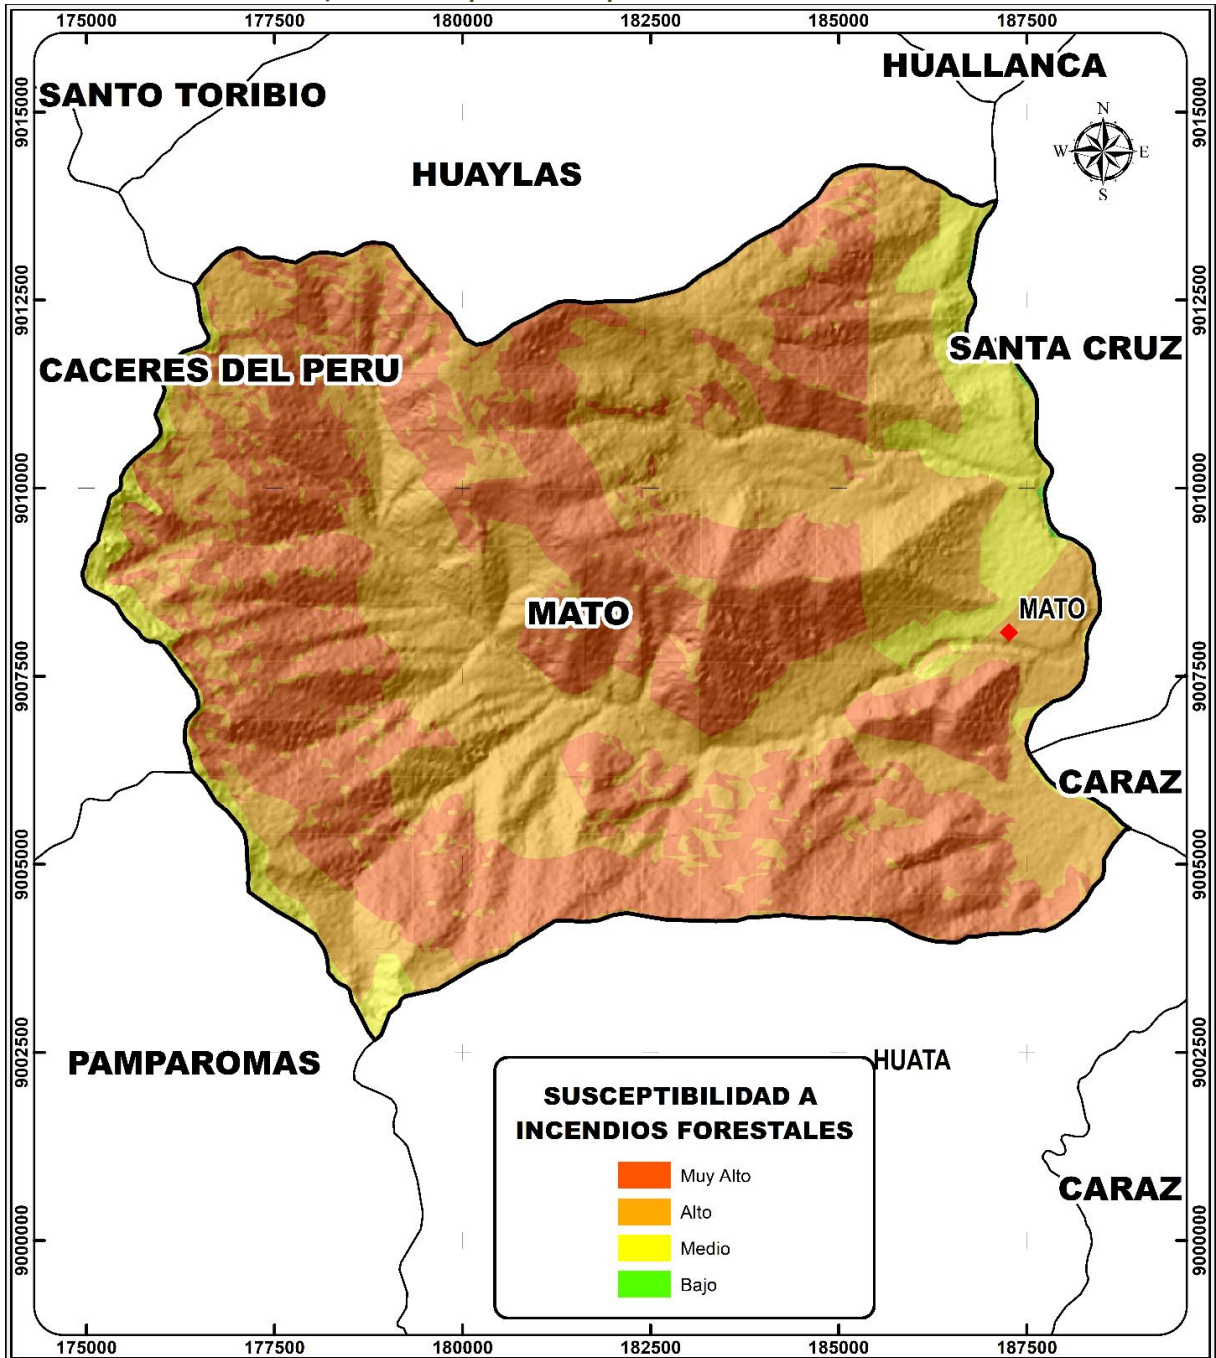 175000 177500 180000 182500 185000 187500
HUALLANCA
SANTO TORIBIO
9015000 9015000
N
W E
S
HUAYLAS
9012500 9012500
SANTA CRUZ
CACERES DEL PERU
9010000 9010000
MATO
MATO
9007500 9007500
CARAZ
9005000 9005000
PAMPAROMAS
HUATA
9002500 9002500
SUSCEPTIBILIDAD A
INCENDIOS FORESTALES
Muy Alto
Alto
Medio
Bajo
CARAZ
9000000 9000000
175000 177500 180000 182500 185000 187500